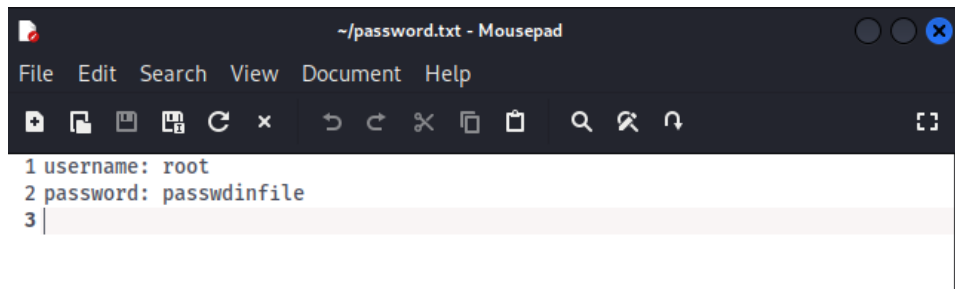 ~/password.txt - Mousepad
File Edit Search View Document Help
1 username: root
2 password: passwdinfile
3